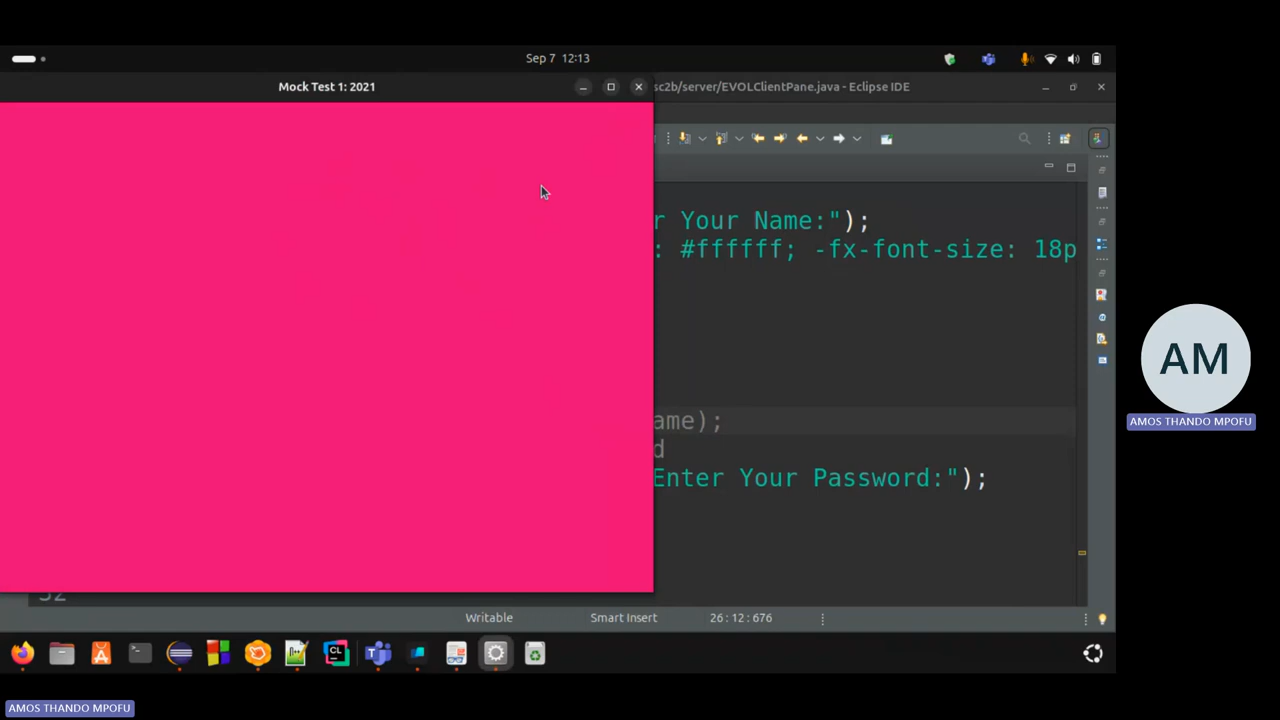 Sep 7 12:13
Mock Test 1: 2021
sc2b/server/EVOLClientPane.java - Eclipse IDE
r Your Name:");
: #ffffff; -fx-font-size: 18p
ame);
d
Enter Your Password:");
Writable
Smart Insert
26 : 12 : 676
CL
AM
AMOS THANDO MPOFU
AMOS THANDO MPOFU